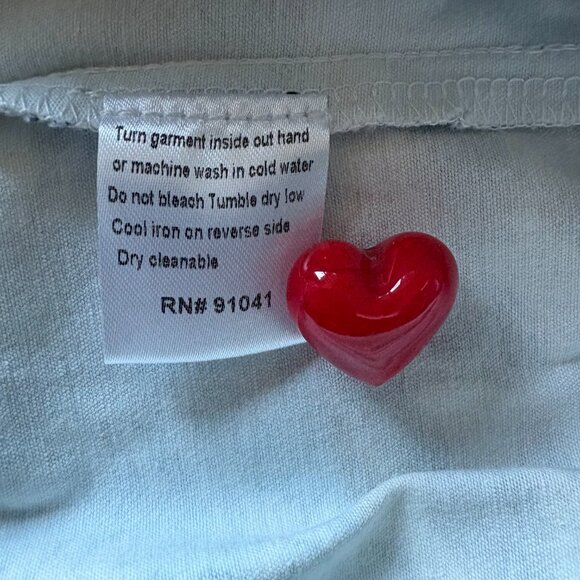 Turn garment inside out hand
or machine wash in cold water
Do not bleach Tumble dry low
Cool iron on reverse side
Dry cleanable
RN# 91041